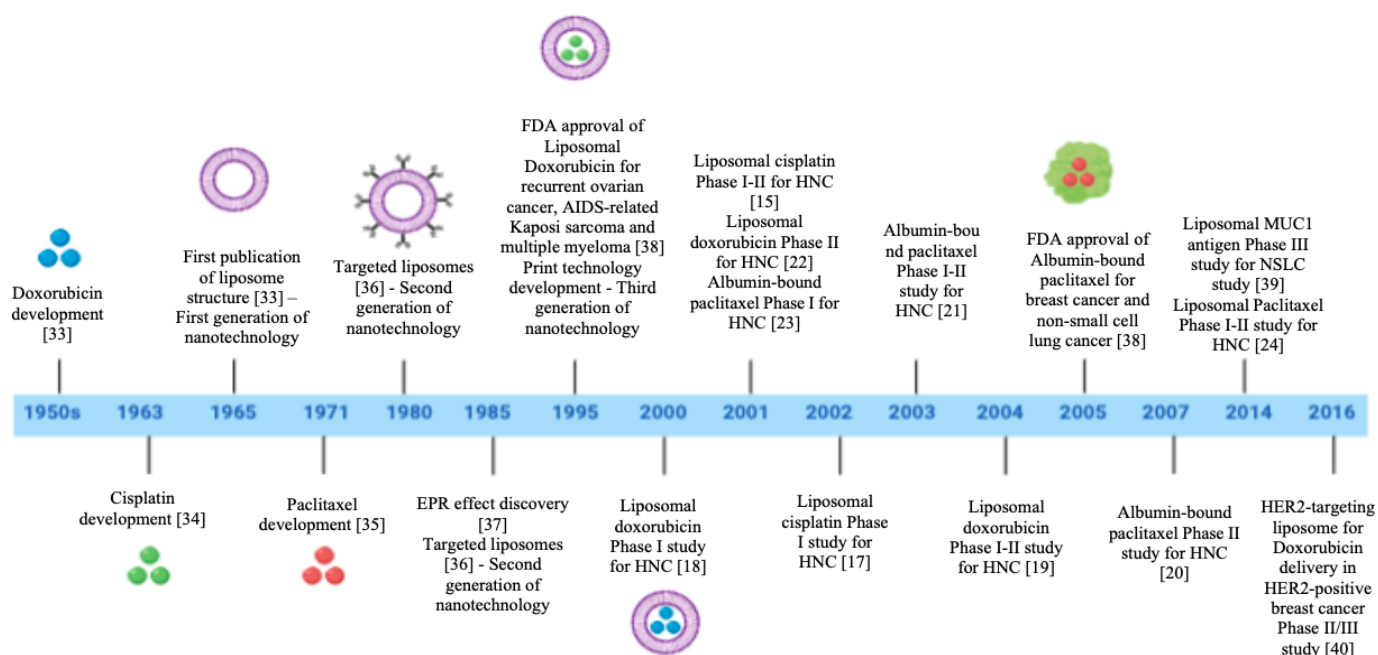 FDA approval of
Liposomal
Doxorubicin for
recurrent ovarian
cancer, AIDS-related
Kaposi sarcoma and
multiple myeloma [38]
Print technology
development - Third
generation of
nanotechnology
Doxorubicin
development
[33]
First publication
of liposome
structure [33] –
First generation of
nanotechnology
Targeted liposomes
[36] - Second
generation of
nanotechnology
Liposomal cisplatin
Phase I-II for HNC
[15]
Liposomal
doxorubicin Phase II
for HNC [22]
Albumin-bound
paclitaxel Phase I for
HNC [23]
Albumin-bou
nd paclitaxel
Phase I-II
study for
HNC [21]
FDA approval of
Albumin-bound
paclitaxel for
breast cancer and
non-small cell
lung cancer [38]
Liposomal MUC1
antigen Phase III
study for NSLC
study [39]
Liposomal Paclitaxel
Phase I-II study for
HNC [24]
1950s 1963 1965 1971 1980 1985 1995 2000 2001 2002 2003 2004 2005 2007 2014 2016
Cisplatin
development [34]
Paclitaxel
development [35]
EPR effect discovery
[37]
Targeted liposomes
[36] - Second
generation of
nanotechnology
Liposomal
doxorubicin
Phase I study
for HNC [18]
Liposomal
cisplatin Phase
I study for
HNC [17]
Liposomal
doxorubicin
Phase I-II study
for HNC [19]
Albumin-bound
paclitaxel Phase II
study for HNC
[20]
HER2-targeting
liposome for
Doxorubicin
delivery in
HER2-positive
breast cancer
Phase II/III
study [40]